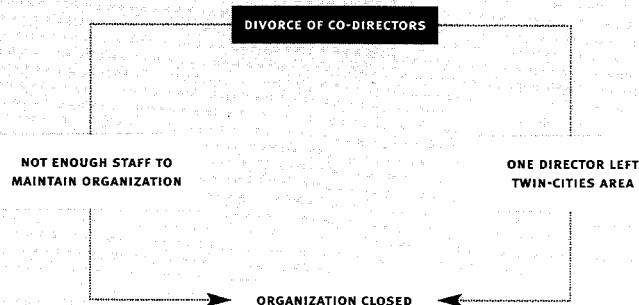 DIVORCE OF CO-DIRECTORS
NOT ENOUGH STAFF TO
MAINTAIN ORGANIZATION
ONE DIRECTOR LEFT
TWIN-CITIES AREA
ORGANIZATION CLOSED